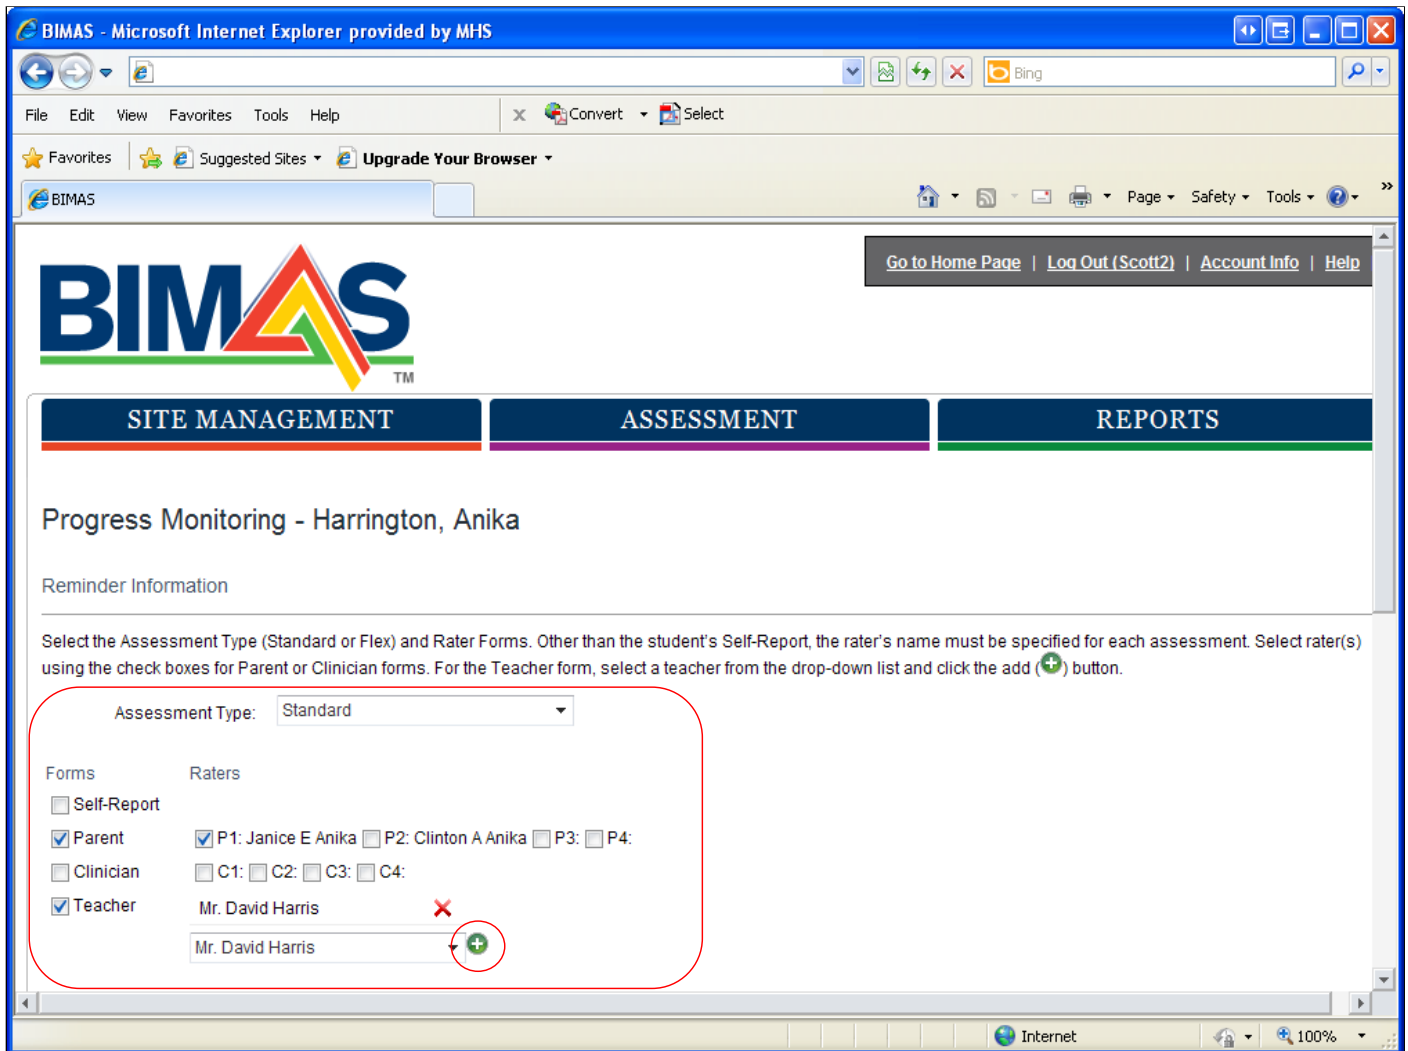 BIMAS - Microsoft Internet Explorer provided by MHS
Bing
File Edit View Favorites Tools Help x Convert Select
Favorites Suggested Sites Upgrade Your Browser
BIMAS Page Safety Tools »
Go to Home Page | Log Out (Scott2) | Account Info | Help
BIMAS
TM
SITE MANAGEMENT ASSESSMENT REPORTS
Progress Monitoring - Harrington, Anika
Reminder Information
Select the Assessment Type (Standard or Flex) and Rater Forms. Other than the student's Self-Report, the rater's name must be specified for each assessment. Select rater(s)
using the check boxes for Parent or Clinician forms. For the Teacher form, select a teacher from the drop-down list and click the add (+) button.
Assessment Type: Standard
Forms Raters
Self-Report
Parent P1: Janice E Anika P2: Clinton A Anika P3: P4:
Clinician C1: C2: C3: C4:
Teacher Mr. David Harris
Mr. David Harris
Internet 100%